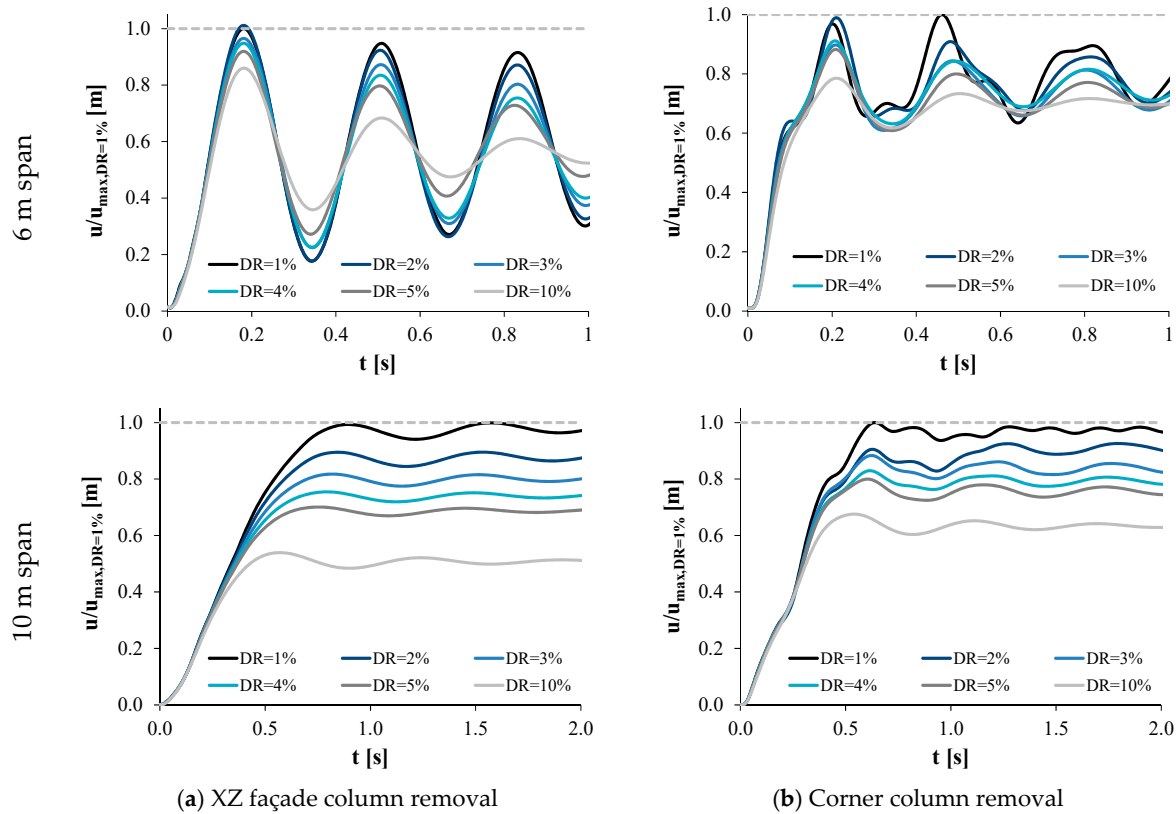 6 m span
u/u_max,DR=1% [m]
1.0
0.8
0.6
0.4
0.2
0.0
DR=1% DR=2% DR=3%
DR=4% DR=5% DR=10%
0 0.2 0.4 0.6 0.8 1
t [s]
u/u_max,DR=1% [m]
1.0
0.8
0.6
0.4
0.2
0.0
DR=1% DR=2% DR=3%
DR=4% DR=5% DR=10%
0 0.2 0.4 0.6 0.8 1
t [s]
10 m span
u/u_max,DR=1% [m]
1.0
0.8
0.6
0.4
0.2
0.0
DR=1% DR=2% DR=3%
DR=4% DR=5% DR=10%
0.0 0.5 1.0 1.5 2.0
t [s]
u/u_max,DR=1% [m]
1.0
0.8
0.6
0.4
0.2
0.0
DR=1% DR=2% DR=3%
DR=4% DR=5% DR=10%
0.0 0.5 1.0 1.5 2.0
t [s]
(a) XZ façade column removal
(b) Corner column removal